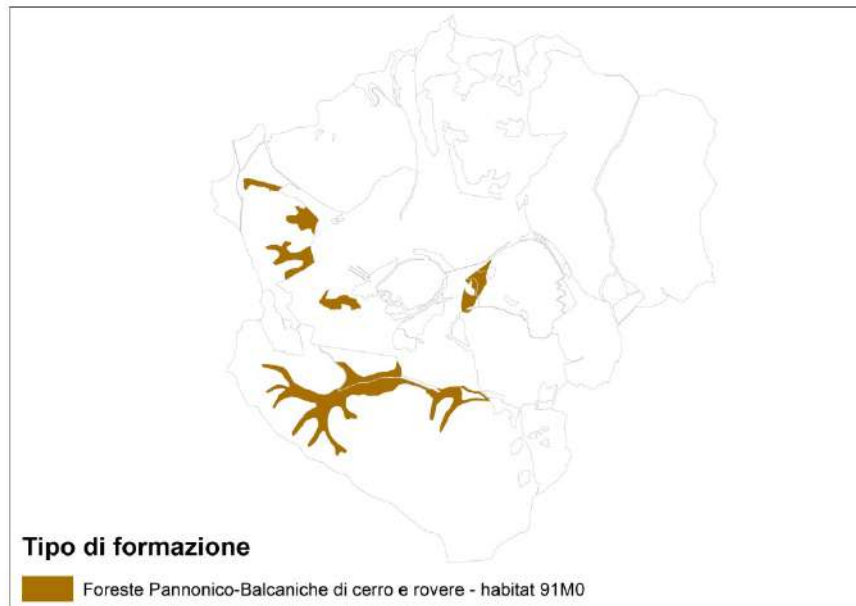 Tipo di formazione
Foreste Pannonico-Balcaniche di cerro e rovere - habitat 91M0